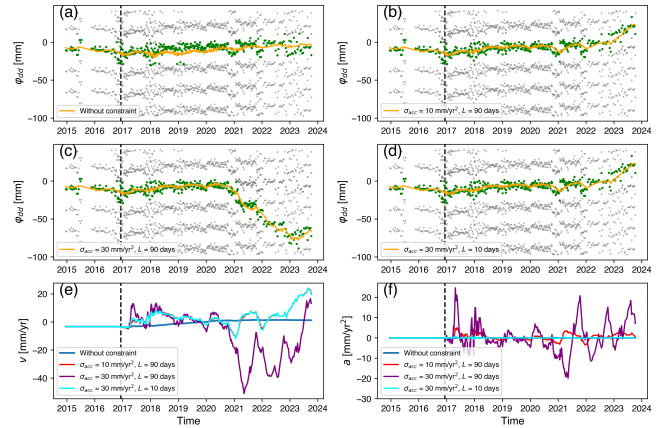 (a)
(b)
φdd [mm]
0
−50
−100
Without constraint
2015 2016 2017 2018 2019 2020 2021 2022 2023 2024
φdd [mm]
0
−50
−100
σacc = 10 mm/yr², L = 90 days
2015 2016 2017 2018 2019 2020 2021 2022 2023 2024
(c)
(d)
φdd [mm]
0
−50
−100
σacc = 30 mm/yr², L = 90 days
2015 2016 2017 2018 2019 2020 2021 2022 2023 2024
φdd [mm]
0
−50
−100
σacc = 30 mm/yr², L = 10 days
2015 2016 2017 2018 2019 2020 2021 2022 2023 2024
(e)
(f)
v [mm/yr]
20
0
−20
−40
Without constraint
σacc = 10 mm/yr², L = 90 days
σacc = 30 mm/yr², L = 90 days
σacc = 30 mm/yr², L = 10 days
2015 2016 2017 2018 2019 2020 2021 2022 2023 2024
Time
a [mm/yr²]
20
10
0
−10
−20
−30
Without constraint
σacc = 10 mm/yr², L = 90 days
σacc = 30 mm/yr², L = 90 days
σacc = 30 mm/yr², L = 10 days
2015 2016 2017 2018 2019 2020 2021 2022 2023 2024
Time